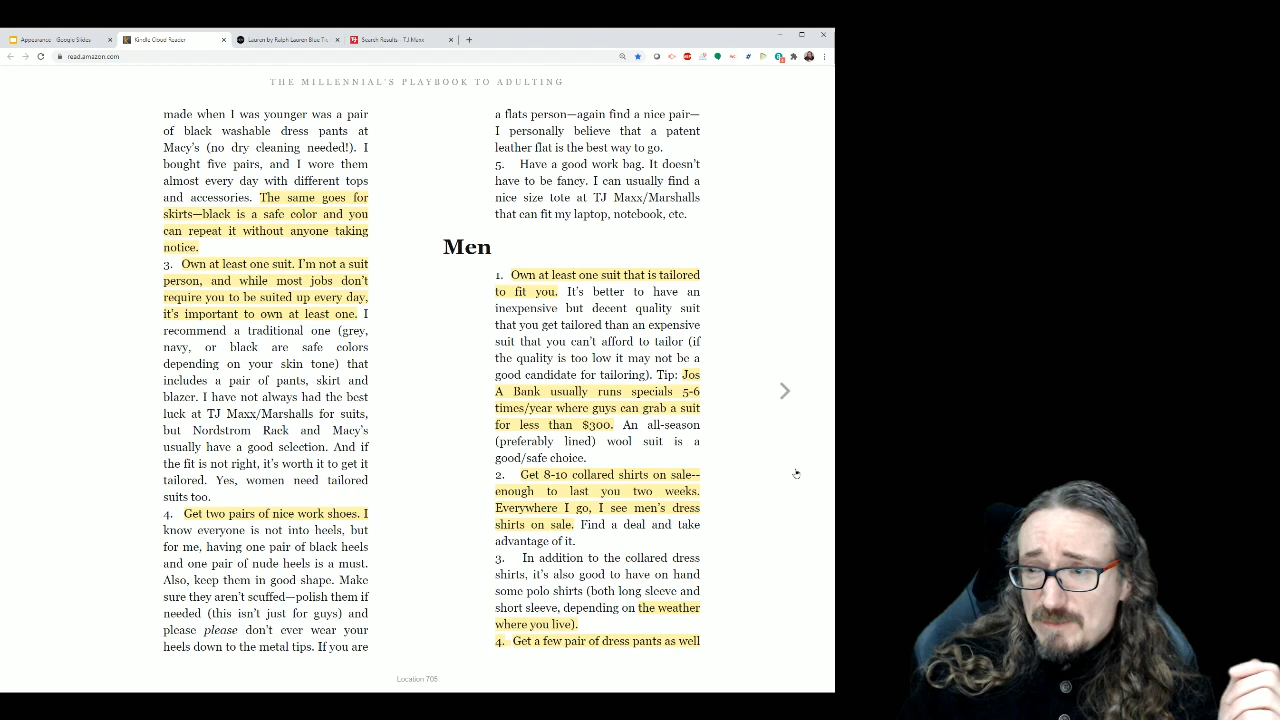 Appearance - Google Slides
Kindle Cloud Reader
Lauren by Ralph Lauren Blue Tic
Search Results - TJ Maxx
read.amazon.com
THE MILLENNIAL'S PLAYBOOK TO ADULTING
made when I was younger was a pair
of black washable dress pants at
Macy's (no dry cleaning needed!). I
bought five pairs, and I wore them
almost every day with different tops
and accessories. The same goes for
skirts—black is a safe color and you
can repeat it without anyone taking
notice.
3. Own at least one suit. I'm not a suit
person, and while most jobs don't
require you to be suited up every day,
it's important to own at least one. I
recommend a traditional one (grey,
navy, or black are safe colors
depending on your skin tone) that
includes a pair of pants, skirt and
blazer. I have not always had the best
luck at TJ Maxx/Marshalls for suits,
but Nordstrom Rack and Macy's
usually have a good selection. And if
the fit is not right, it's worth it to get it
tailored. Yes, women need tailored
suits too.
4. Get two pairs of nice work shoes. I
know everyone is not into heels, but
for me, having one pair of black heels
and one pair of nude heels is a must.
Also, keep them in good shape. Make
sure they aren't scuffed—polish them if
needed (this isn't just for guys) and
please please don't ever wear your
heels down to the metal tips. If you are
a flats person—again find a nice pair—
I personally believe that a patent
leather flat is the best way to go.
5. Have a good work bag. It doesn't
have to be fancy. I can usually find a
nice size tote at TJ Maxx/Marshalls
that can fit my laptop, notebook, etc.
Men
1. Own at least one suit that is tailored
to fit you. It's better to have an
inexpensive but decent quality suit
that you get tailored than an expensive
suit that you can't afford to tailor (if
the quality is too low it may not be a
good candidate for tailoring). Tip: Jos
A Bank usually runs specials 5-6
times/year where guys can grab a suit
for less than $300. An all-season
(preferably lined) wool suit is a
good/safe choice.
2. Get 8-10 collared shirts on sale--
enough to last you two weeks.
Everywhere I go, I see men's dress
shirts on sale. Find a deal and take
advantage of it.
3. In addition to the collared dress
shirts, it's also good to have on hand
some polo shirts (both long sleeve and
short sleeve, depending on the weather
where you live).
4. Get a few pair of dress pants as well
Location 705